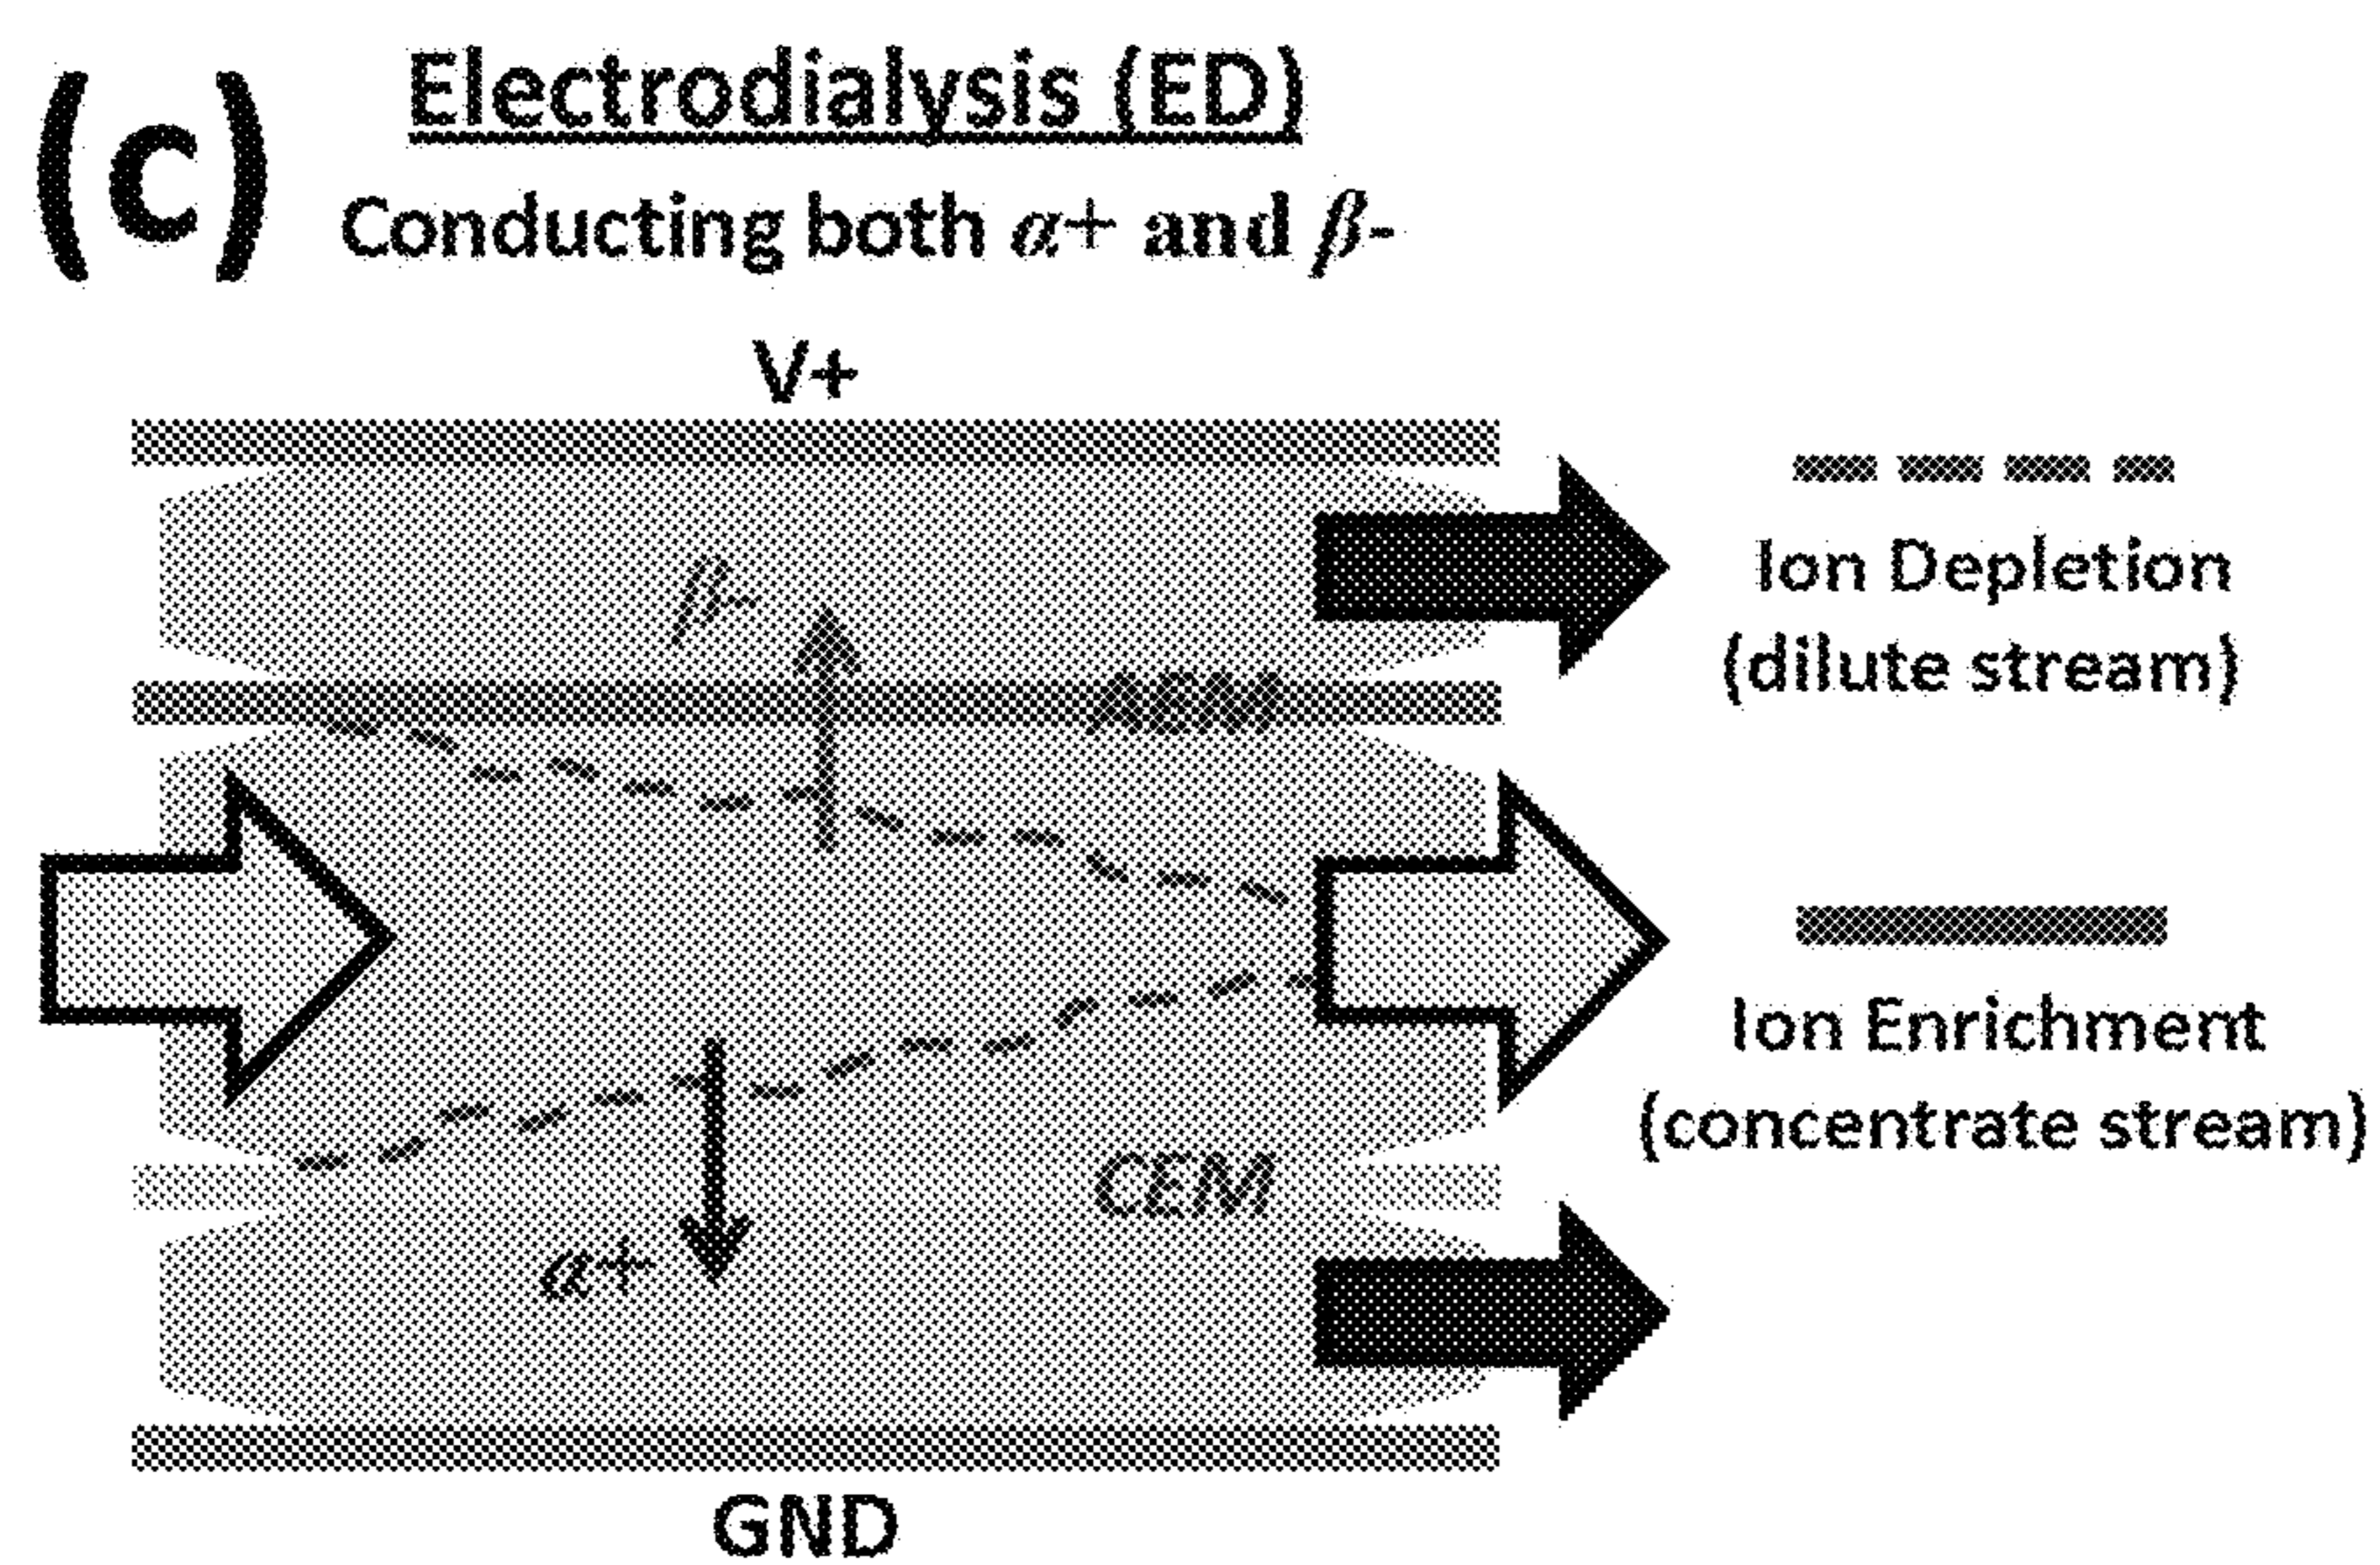 (c)
Electrodialysis (ED)
Conducting both α+ and β-
V+
β-
AEM
Ion Depletion
(dilute stream)
Ion Enrichment
(concentrate stream)
CEM
α+
GND